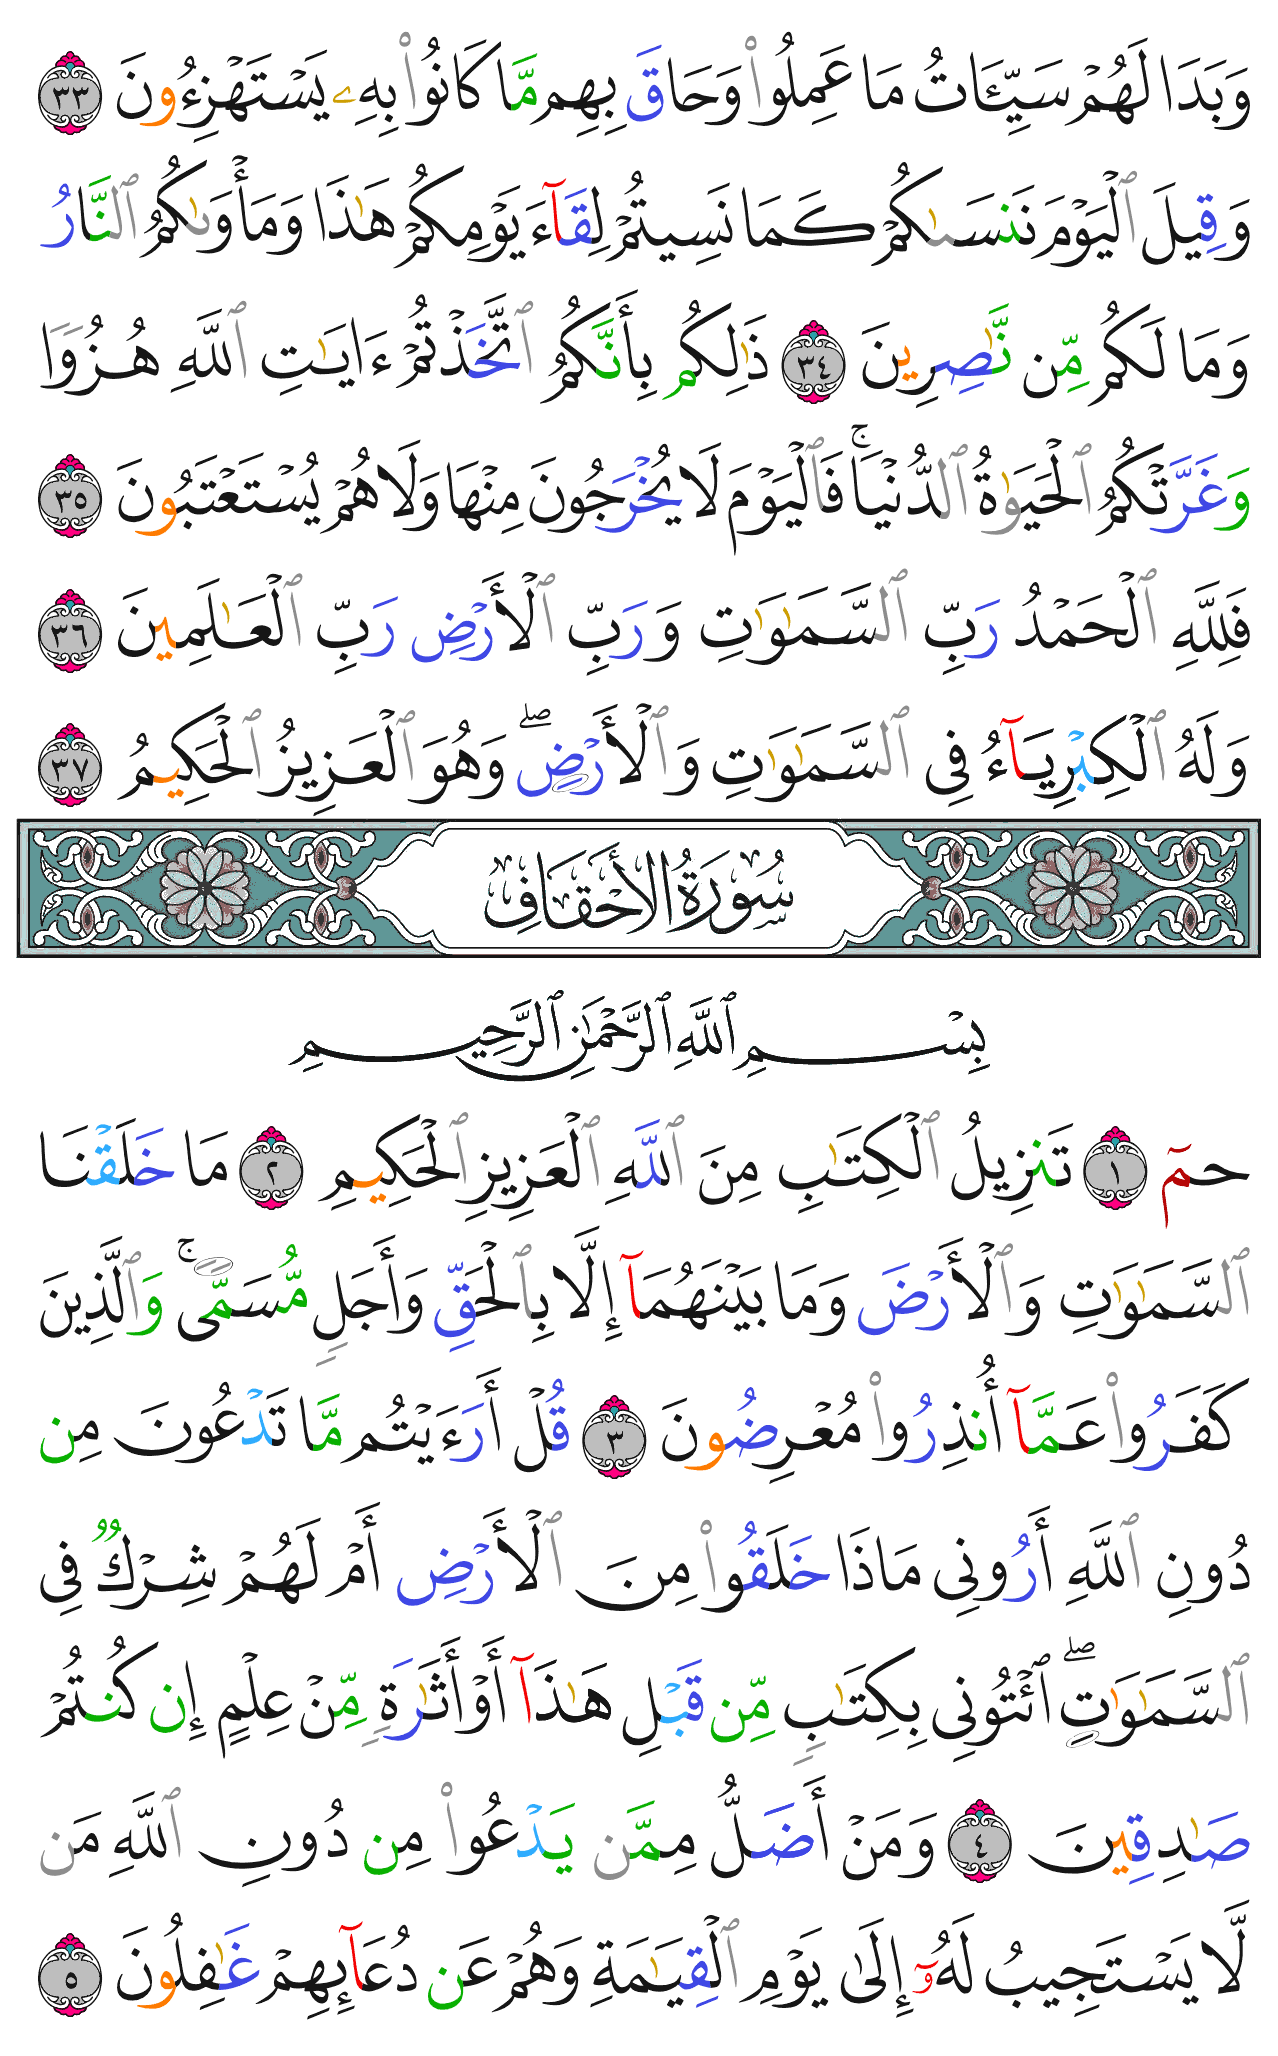 وَبَدَا لَهُمْ سَيِّـَٔاتُ مَا عَمِلُوا۟ وَحَاقَ بِهِم مَّا كَانُوا۟ بِهِۦ يَسْتَهْزِءُونَ ٣٣
وَقِيلَ ٱلْيَوْمَ نَنسَىٰكُمْ كَمَا نَسِيتُمْ لِقَآءَ يَوْمِكُمْ هَـٰذَا وَمَأْوَىٰكُمُ ٱلنَّارُ
وَمَا لَكُم مِّن نَّـٰصِرِينَ ٣٤ ذَٰلِكُم بِأَنَّكُمُ ٱتَّخَذْتُمْ ءَايَـٰتِ ٱللَّهِ هُزُوًا
وَغَرَّتْكُمُ ٱلْحَيَوٰةُ ٱلدُّنْيَا ۚ فَٱلْيَوْمَ لَا يُخْرَجُونَ مِنْهَا وَلَا هُمْ يُسْتَعْتَبُونَ ٣٥
فَلِلَّهِ ٱلْحَمْدُ رَبِّ ٱلسَّمَـٰوَٰتِ وَرَبِّ ٱلْأَرْضِ رَبِّ ٱلْعَـٰلَمِينَ ٣٦
وَلَهُ ٱلْكِبْرِيَآءُ فِى ٱلسَّمَـٰوَٰتِ وَٱلْأَرْضِ ۖ وَهُوَ ٱلْعَزِيزُ ٱلْحَكِيمُ ٣٧
سُورَةُ الأَحْقَافِ
بِسْمِ ٱللَّهِ ٱلرَّحْمَـٰنِ ٱلرَّحِيمِ
حمٓ ١ تَنزِيلُ ٱلْكِتَـٰبِ مِنَ ٱللَّهِ ٱلْعَزِيزِ ٱلْحَكِيمِ ٢ مَا خَلَقْنَا
ٱلسَّمَـٰوَٰتِ وَٱلْأَرْضَ وَمَا بَيْنَهُمَآ إِلَّا بِٱلْحَقِّ وَأَجَلٍ مُّسَمًّى ۚ وَٱلَّذِينَ
كَفَرُوا۟ عَمَّآ أُنذِرُوا۟ مُعْرِضُونَ ٣ قُلْ أَرَءَيْتُم مَّا تَدْعُونَ مِن
دُونِ ٱللَّهِ أَرُونِى مَاذَا خَلَقُوا۟ مِنَ ٱلْأَرْضِ أَمْ لَهُمْ شِرْكٌ فِى
ٱلسَّمَـٰوَٰتِ ۖ ٱئْتُونِى بِكِتَـٰبٍ مِّن قَبْلِ هَـٰذَآ أَوْ أَثَـٰرَةٍ مِّنْ عِلْمٍ إِن كُنتُمْ
صَـٰدِقِينَ ٤ وَمَنْ أَضَلُّ مِمَّن يَدْعُوا۟ مِن دُونِ ٱللَّهِ مَن
لَّا يَسْتَجِيبُ لَهُۥٓ إِلَىٰ يَوْمِ ٱلْقِيَـٰمَةِ وَهُمْ عَن دُعَآئِهِمْ غَـٰفِلُونَ ٥